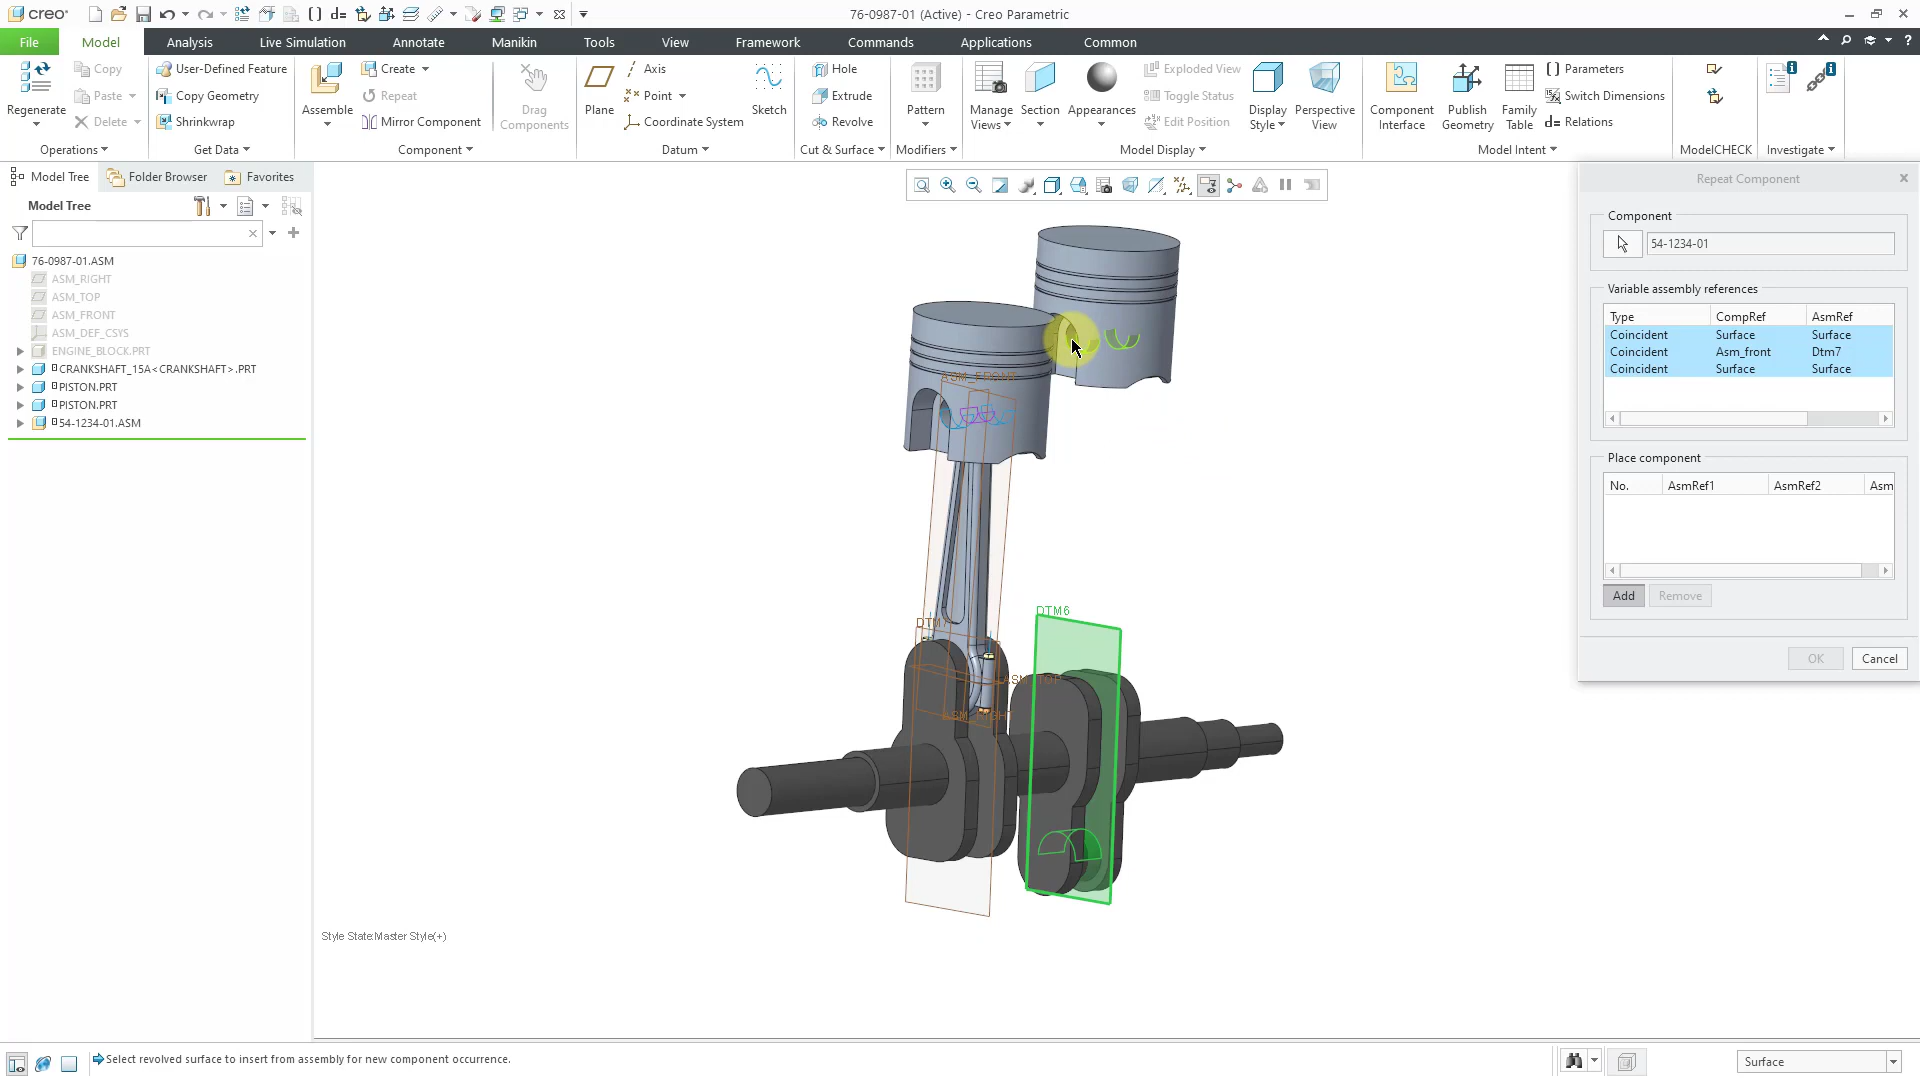 creo
76-0987-01 (Active) - Creo Parametric
File Model Analysis Live Simulation Annotate Manikin Tools View Framework Commands Applications Common
Regenerate
Copy
Paste
Delete
Operations
User-Defined Feature
Copy Geometry
Shrinkwrap
Get Data
Assemble
Create
Repeat
Mirror Component
Drag Components
Component
Plane
Axis
Point
Coordinate System
Sketch
Datum
Hole
Extrude
Revolve
Cut & Surface
Pattern
Modifiers
Manage Views
Section
Appearances
Exploded View
Toggle Status
Edit Position
Display Style
Perspective View
Model Display
Component Interface
Publish Geometry
Family Table
Parameters
Switch Dimensions
d= Relations
Model Intent
ModelCHECK
Investigate
Model Tree Folder Browser Favorites
Model Tree
76-0987-01.ASM
ASM_RIGHT
ASM_TOP
ASM_FRONT
ASM_DEF_CSYS
ENGINE_BLOCK.PRT
CRANKSHAFT_15A<CRANKSHAFT>.PRT
PISTON.PRT
PISTON.PRT
54-1234-01.ASM
ASM_FRONT
DTM6
DTM7
ASM_TOP
ASM_RIGHT
Style State:Master Style(+)
Repeat Component
Component
54-1234-01
Variable assembly references
Type CompRef AsmRef
Coincident Surface Surface
Coincident Asm_front Dtm7
Coincident Surface Surface
Place component
No. AsmRef1 AsmRef2 Asm
Add Remove
OK Cancel
Select revolved surface to insert from assembly for new component occurrence.
Surface